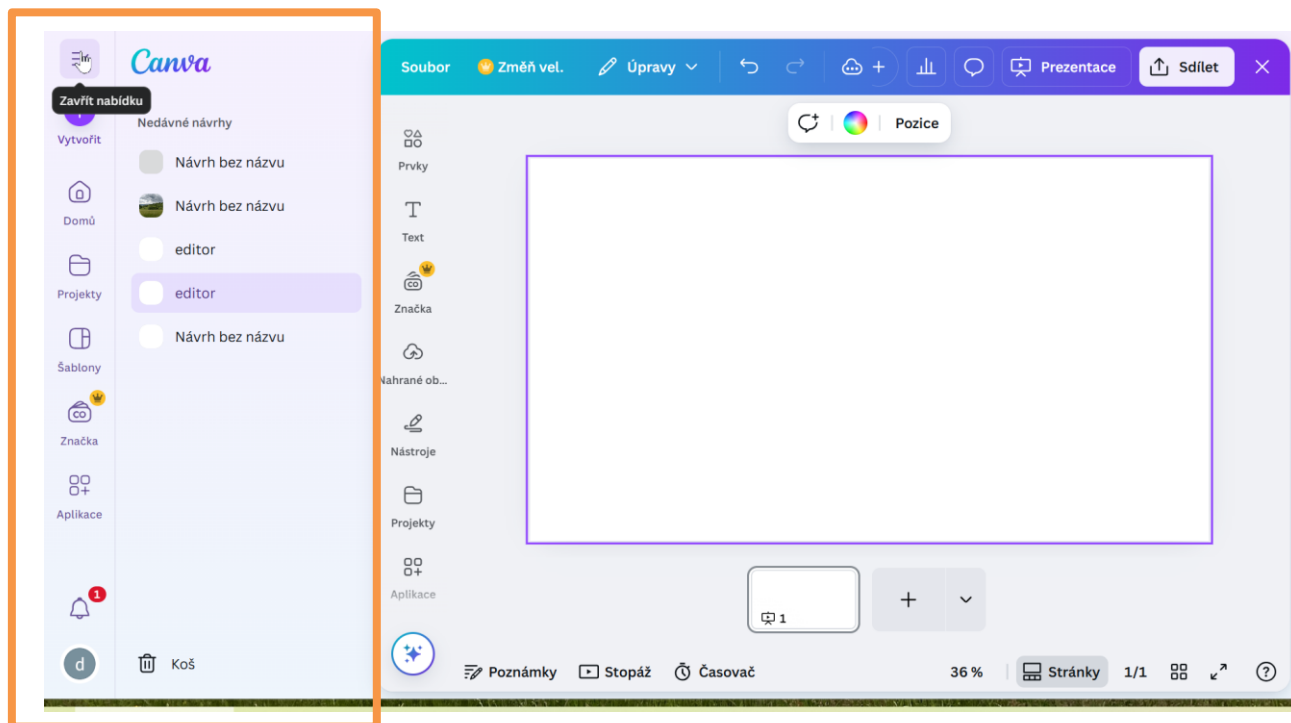 Canva
Zavřít nabídku
Vytvořit
Domů
Projekty
Šablony
Značka
CO
Aplikace
1
d
Nedávné návrhy
Návrh bez názvu
Návrh bez názvu
editor
editor
Návrh bez názvu
Koš
Soubor
Změň vel.
Úpravy
Prezentace
Sdílet
Pozice
Prvky
Text
CO
Značka
Nahrané ob...
Nástroje
Projekty
Aplikace
1
Poznámky
Stopáž
Časovač
36 %
Stránky
1/1
?